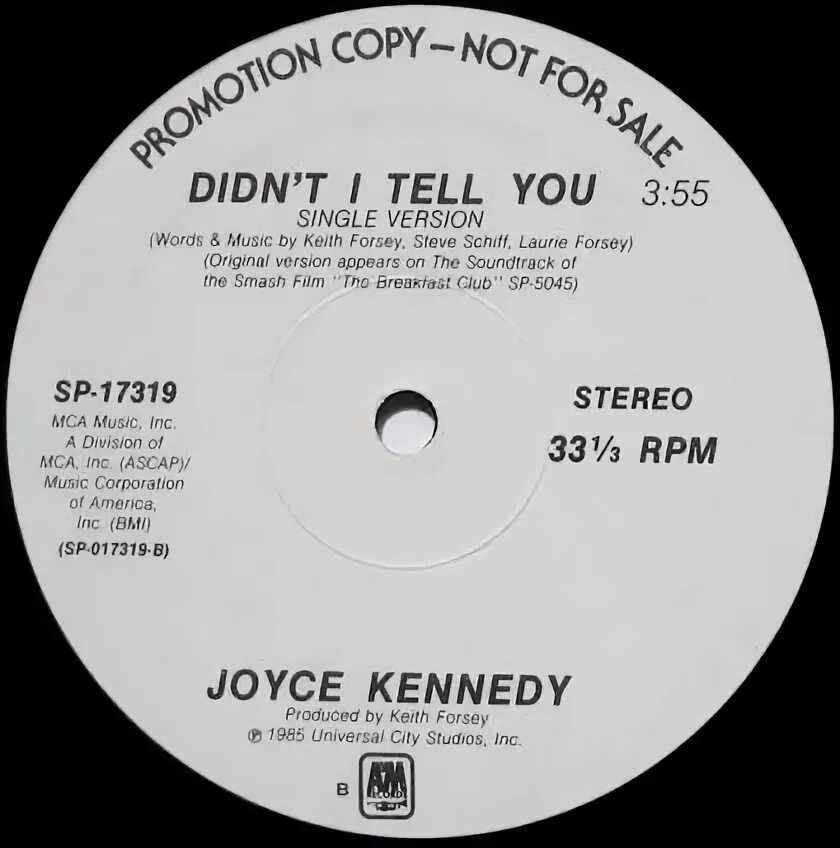 PROMOTION COPY—NOT FOR SALE
DIDN'T I TELL YOU 3:55
SINGLE VERSION
(Words & Music by Keith Forsey, Steve Schiff, Laurie Forsey)
(Original version appears on The Soundtrack of
the Smash Film "The Breakfast Club" SP-5045)
SP-17319
MCA Music, Inc.
A Division of
MCA, Inc. (ASCAP)/
Music Corporation
of America,
Inc. (BMI)
(SP-017319-B)
STEREO
33⅓ RPM
JOYCE KENNEDY
Produced by Keith Forsey
℗ 1985 Universal City Studios, Inc.
B
A&M